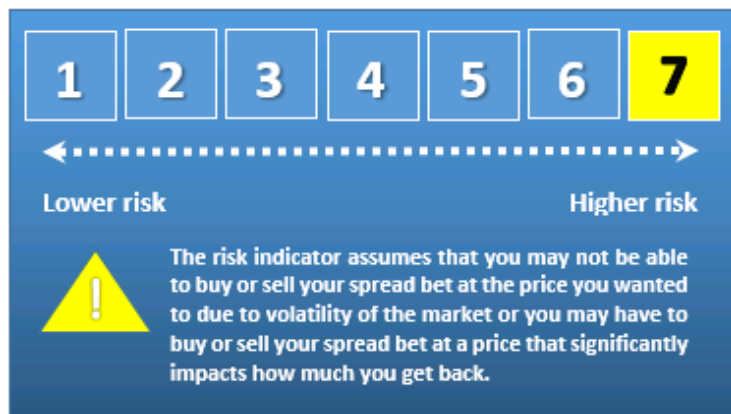 1 2 3 4 5 6 7
Lower risk Higher risk
!
The risk indicator assumes that you may not be able
to buy or sell your spread bet at the price you wanted
to due to volatility of the market or you may have to
buy or sell your spread bet at a price that significantly
impacts how much you get back.